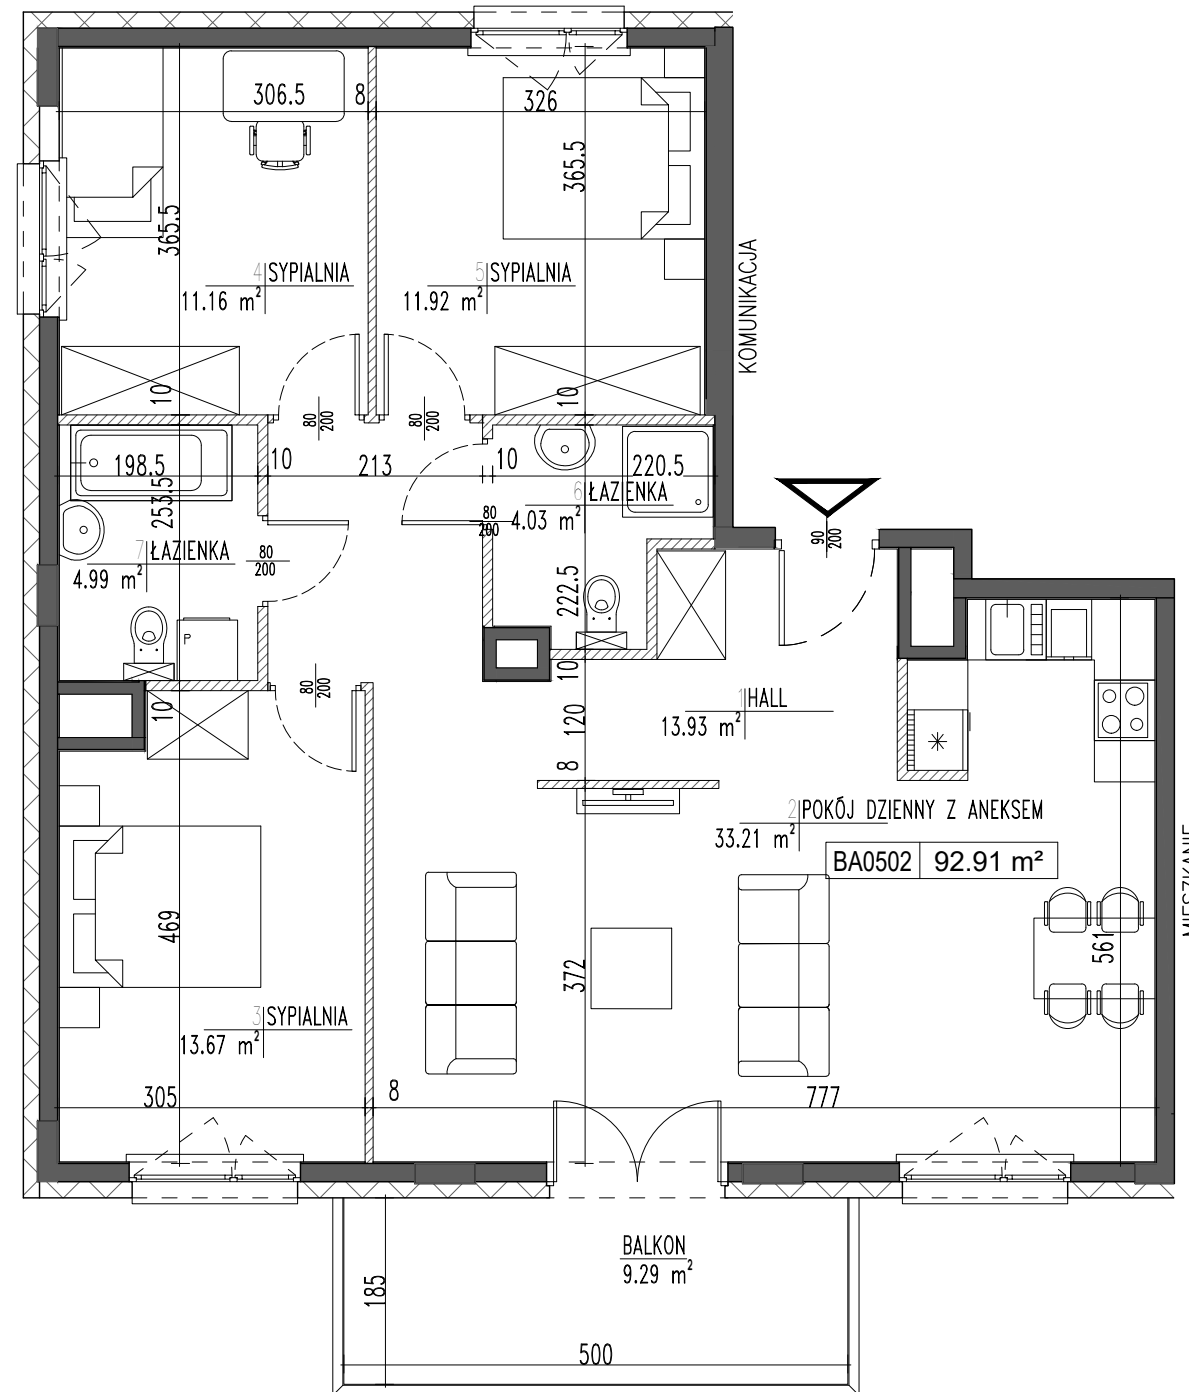 306.5
8
326
365.5
365.5
4 SYPIALNIA
11.16 m²
5 SYPIALNIA
11.92 m²
KOMUNIKACJA
10
10
80
200
80
200
198.5
10
213
10
220.5
253.5
6 ŁAZIENKA
4.03 m²
80
200
90
200
7 ŁAZIENKA
4.99 m²
80
200
222.5
P
10
80
200
10
120
8
1 HALL
13.93 m²
2 POKÓJ DZIENNY Z ANEKSEM
33.21 m²
BA0502 92.91 m²
MIESZKANIE
469
372
561
3 SYPIALNIA
13.67 m²
305
8
777
BALKON
9.29 m²
185
500